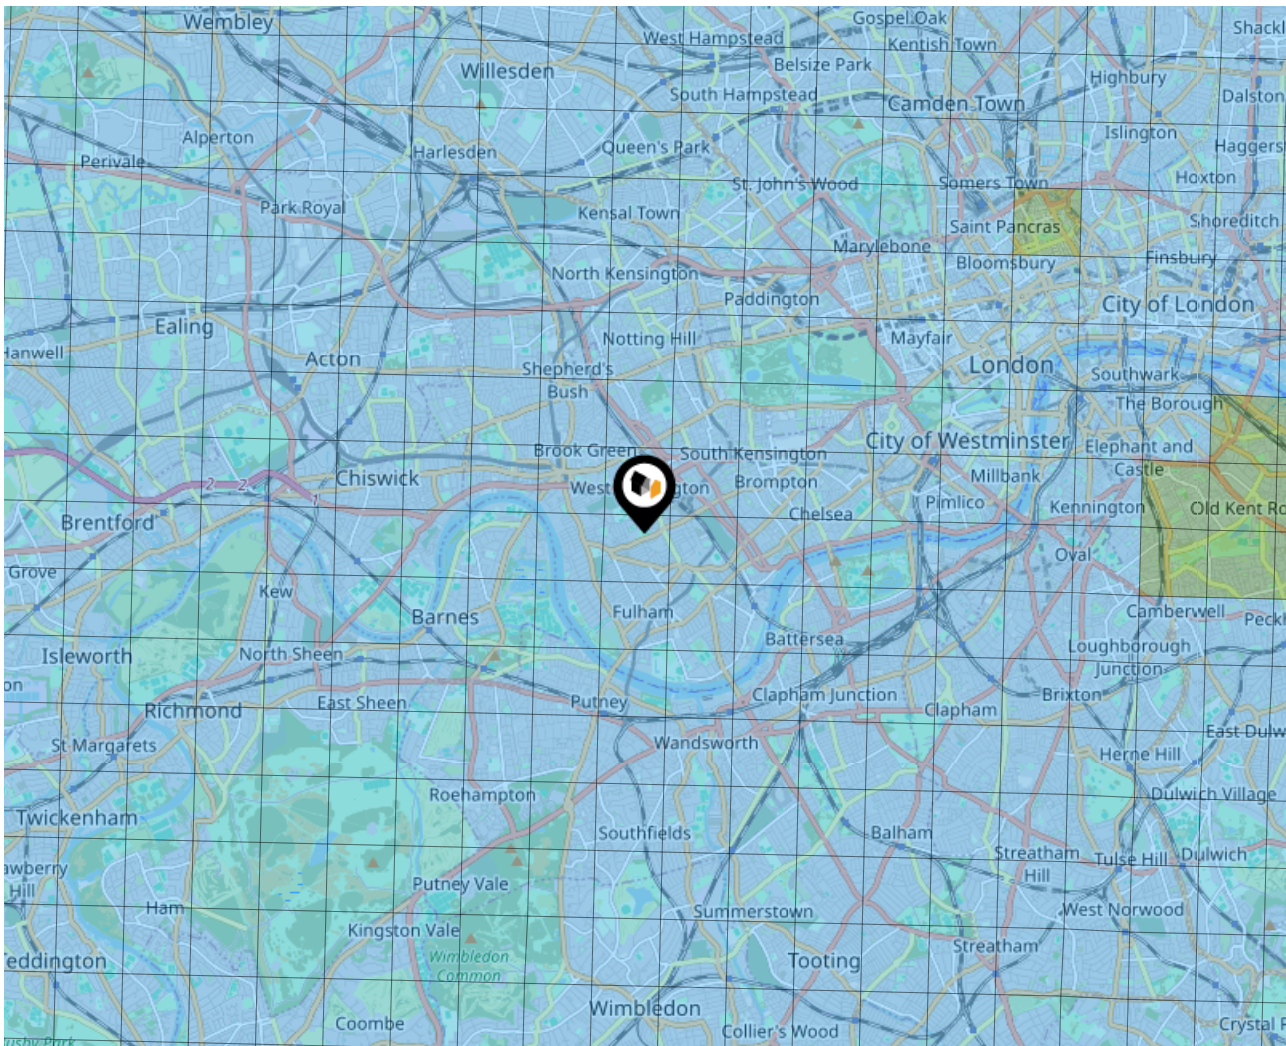 Wembley
Gospel Oak
West Hampstead
Kentish Town
Belsize Park
Willesden
Highbury
South Hampstead
Camden Town
Dalston
Alperton
Islington
Queen's Park
Harlesden
Perivale
Hoxton
St. John's Wood
Somers Town
Park Royal
Kensal Town
Saint Pancras
Shoreditch
Marylebone
Finsbury
Bloomsbury
North Kensington
Paddington
City of London
Ealing
Notting Hill
Mayfair
Hanwell
Acton
London
Shepherd's
Bush
Southwark
The Borough
City of Westminster
Elephant and
Castle
Brook Green
South Kensington
Chiswick
Millbank
Brompton
2
2
1
Pimlico
Kennington
Old Kent Ro
Chelsea
Brentford
Oval
Grove
Kew
Fulham
Camberwell
Barnes
Battersea
Loughborough
Junction
Isleworth
North Sheen
on
Clapham Junction
Brixton
Richmond
East Sheen
Putney
Clapham
St Margarets
Wandsworth
East Dulw
Herne Hill
Roehampton
Dulwich Village
Twickenham
Southfields
Balham
Streatham
Hill
Tulse Hill
Dulwich
awberry
Hill
Putney Vale
Ham
Summerstown
West Norwood
Kingston Vale
Streatham
Wimbledon
Common
Teddington
Tooting
Wimbledon
Coombe
Collier's Wood
Crystal P